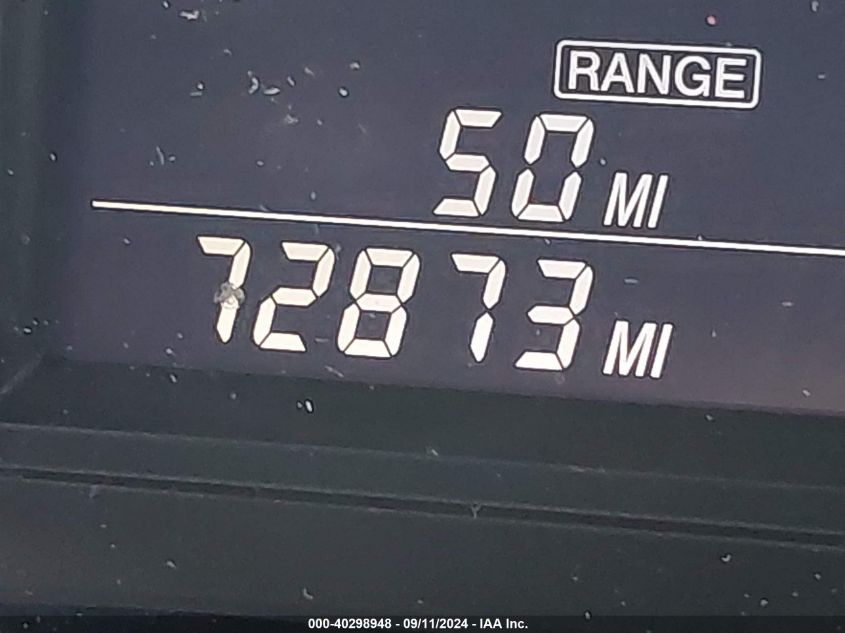 RANGE
50 MI
72873 MI
000-40298948 - 09/11/2024 - IAA Inc.